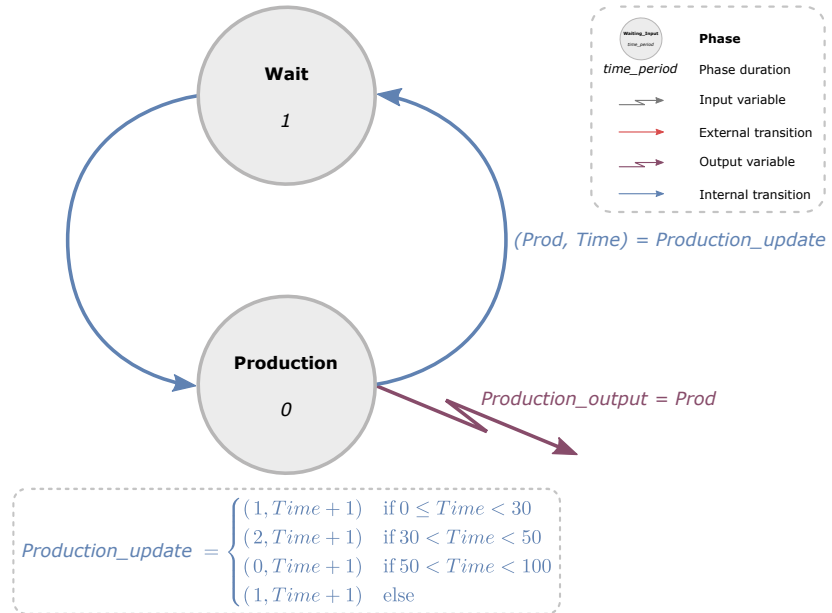 Wait
1
Production
0
(Prod, Time) = Production_update
Production_output = Prod
Waiting_Input
time_period
Phase
time_period Phase duration
Input variable
External transition
Output variable
Internal transition
Production_update = { (1, Time + 1) if 0 ≤ Time < 30
(2, Time + 1) if 30 < Time < 50
(0, Time + 1) if 50 < Time < 100
(1, Time + 1) else